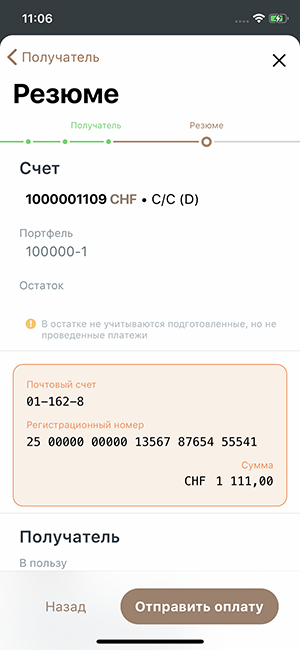 11:06
Получатель
Резюме
Получатель
Резюме
Счет
1000001109 CHF • C/C (D)
Портфель
100000-1
Остаток
В остатке не учитываются подготовленные, но не
проведенные платежи
Почтовый счет
01-162-8
Регистрационный номер
25 00000 00000 13567 87654 55541
Сумма
CHF 1 111,00
Получатель
В пользу
Назад
Отправить оплату